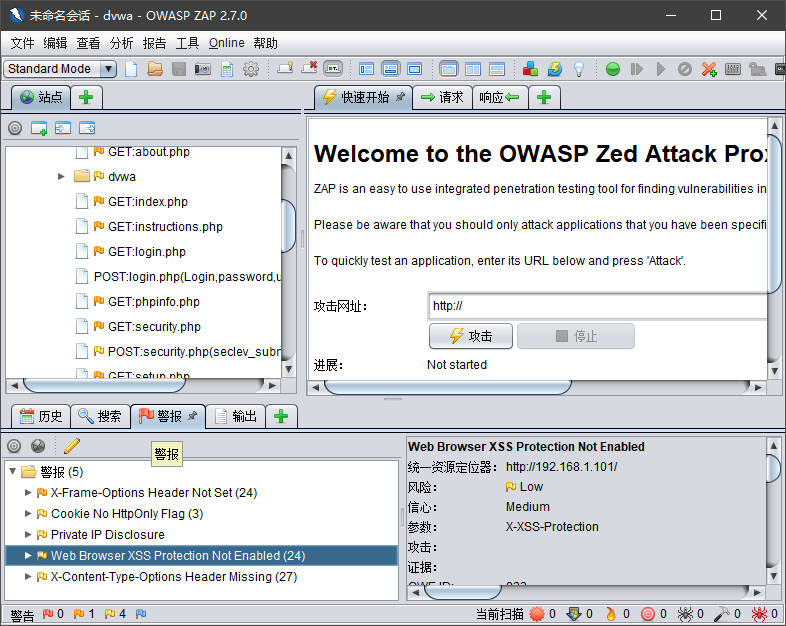 未命名会话 - dvwa - OWASP ZAP 2.7.0
文件 编辑 查看 分析 报告 工具 Online 帮助
Standard Mode
站点
快速开始 请求 响应
GET:about.php
dvwa
GET:index.php
GET:instructions.php
GET:login.php
POST:login.php(Login,password,u
GET:phpinfo.php
GET:security.php
POST:security.php(seclev_subm
GET:setup.php
Welcome to the OWASP Zed Attack Pro
ZAP is an easy to use integrated penetration testing tool for finding vulnerabilities in
Please be aware that you should only attack applications that you have been specifi
To quickly test an application, enter its URL below and press 'Attack'.
攻击网址： http://
攻击 停止
进展： Not started
历史 搜索 警报 输出
警报
警报 (5)
X-Frame-Options Header Not Set (24)
Cookie No HttpOnly Flag (3)
Private IP Disclosure
Web Browser XSS Protection Not Enabled (24)
X-Content-Type-Options Header Missing (27)
Web Browser XSS Protection Not Enabled
统一资源定位器： http://192.168.1.101/
风险： Low
信心： Medium
参数： X-XSS-Protection
攻击：
证据：
CWE ID: 933
警告 0 1 4 当前扫描 0 0 0 0 0 0 0